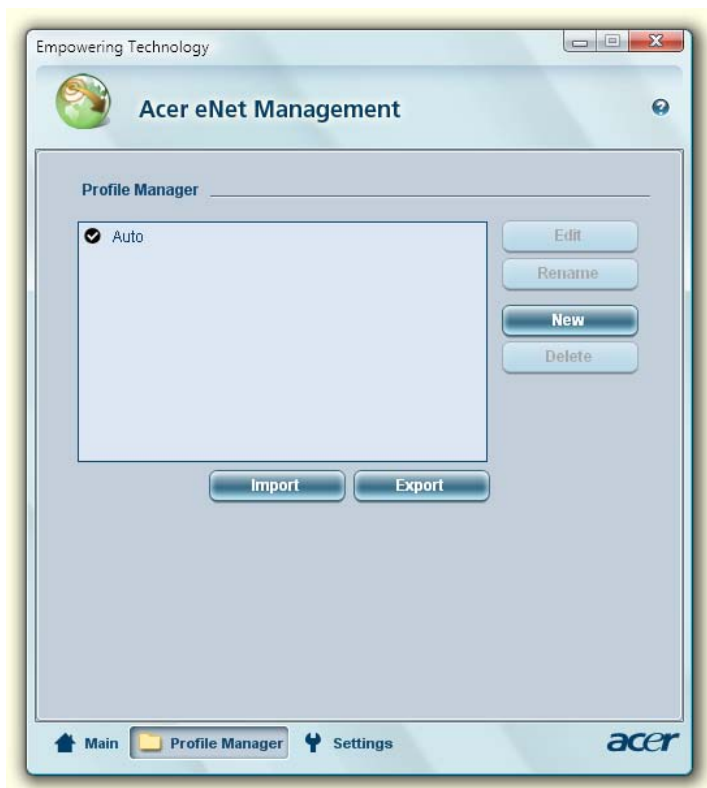 Empowering Technology
Acer eNet Management
Profile Manager
Auto
Edit
Rename
New
Delete
Import Export
Main Profile Manager Settings acer